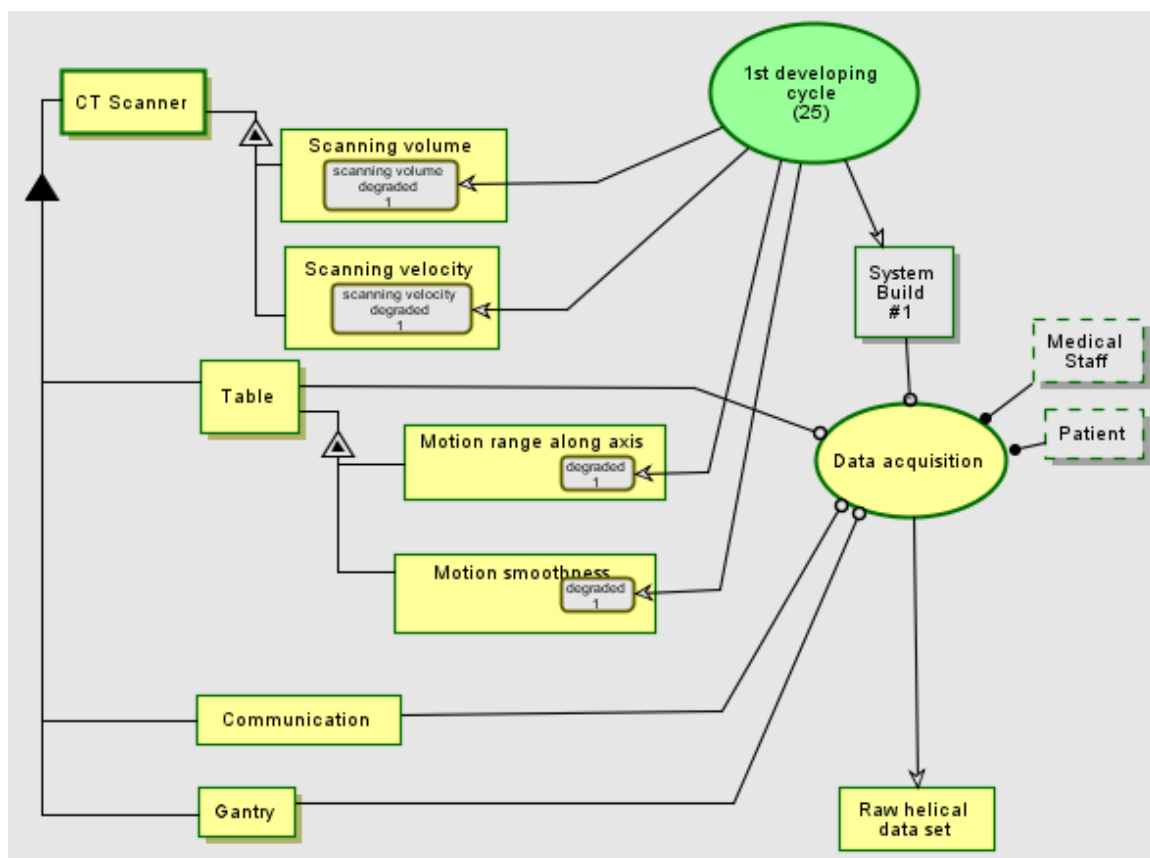 1st developing
cycle
(25)
CT Scanner
Scanning volume
scanning volume
degraded
1
Scanning velocity
scanning velocity
degraded
1
System
Build
#1
Medical
Staff
Table
Patient
Motion range along axis
degraded
1
Data acquisition
Motion smoothness
degraded
1
Communication
Gantry
Raw helical
data set